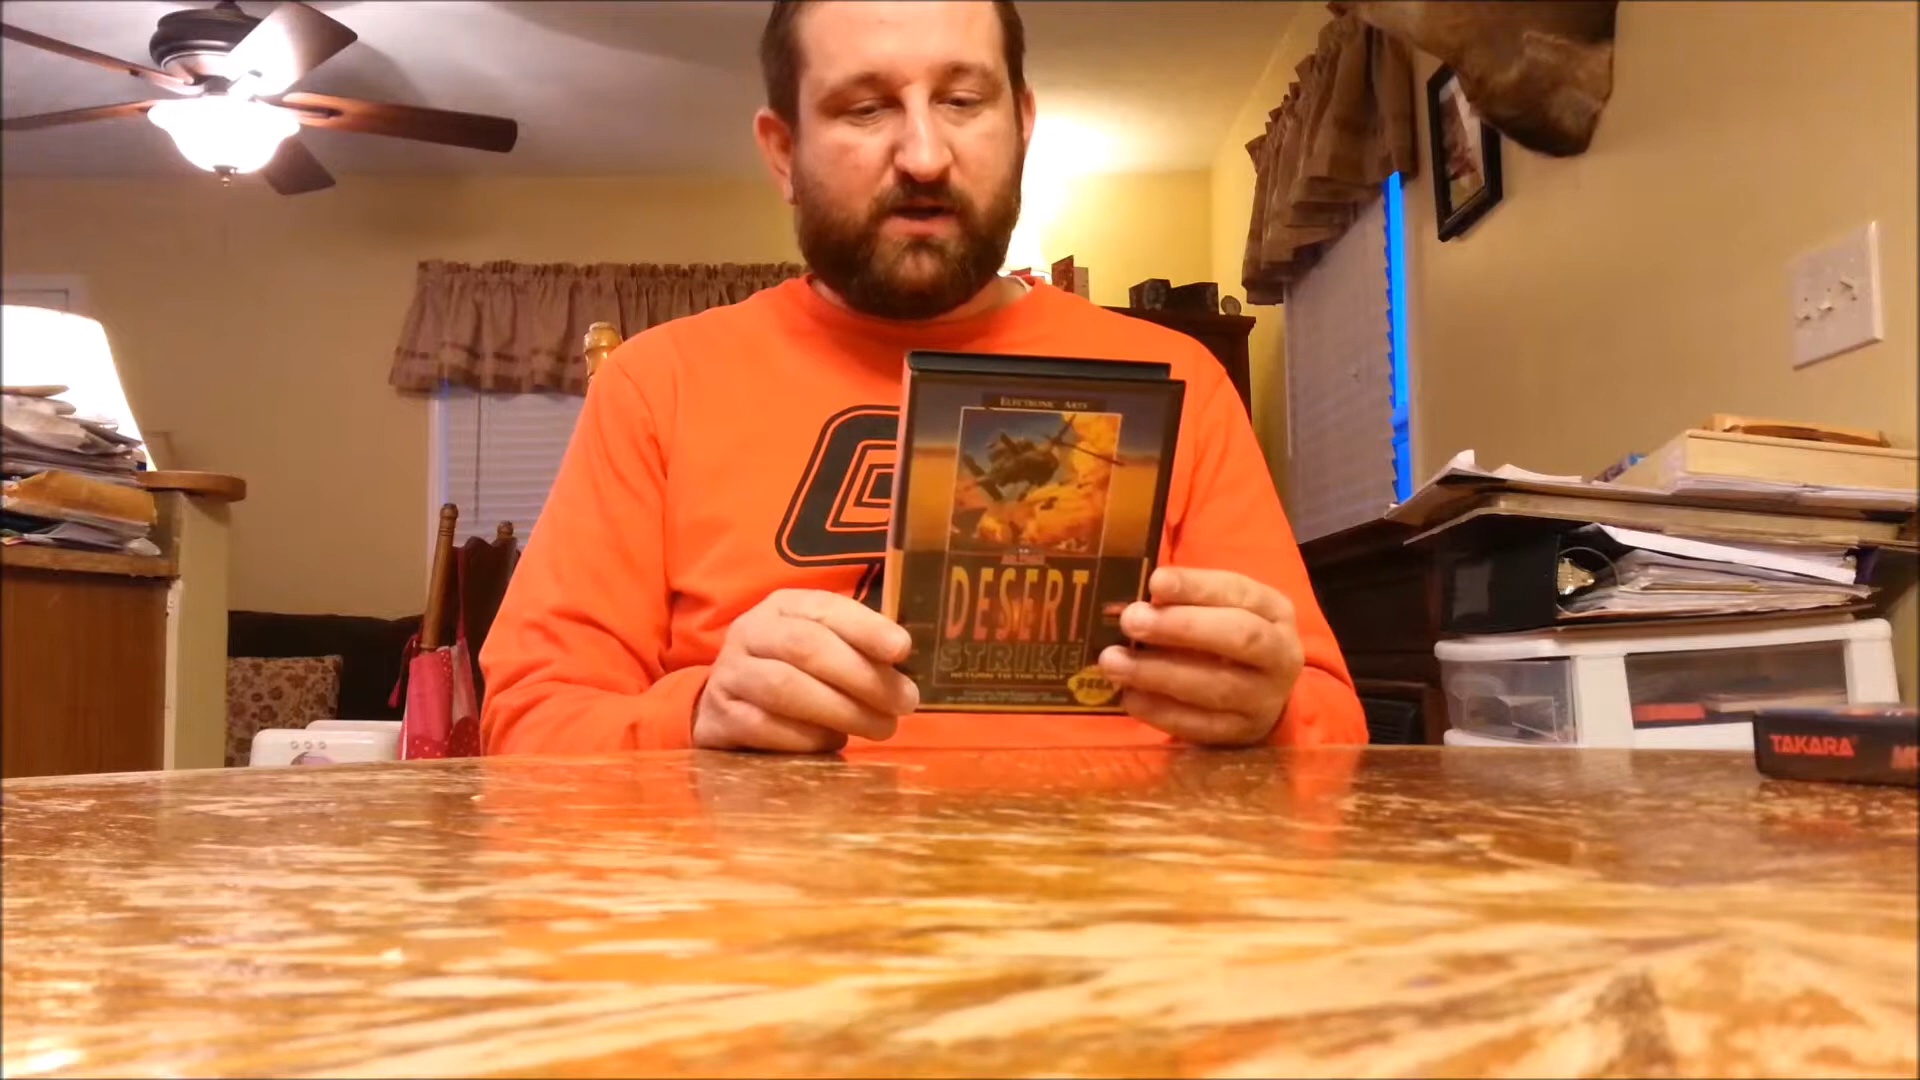 ELECTRONIC ARTS
DESERT
STRIKE
RETURN TO THE GULF
SEGA
TAKARA